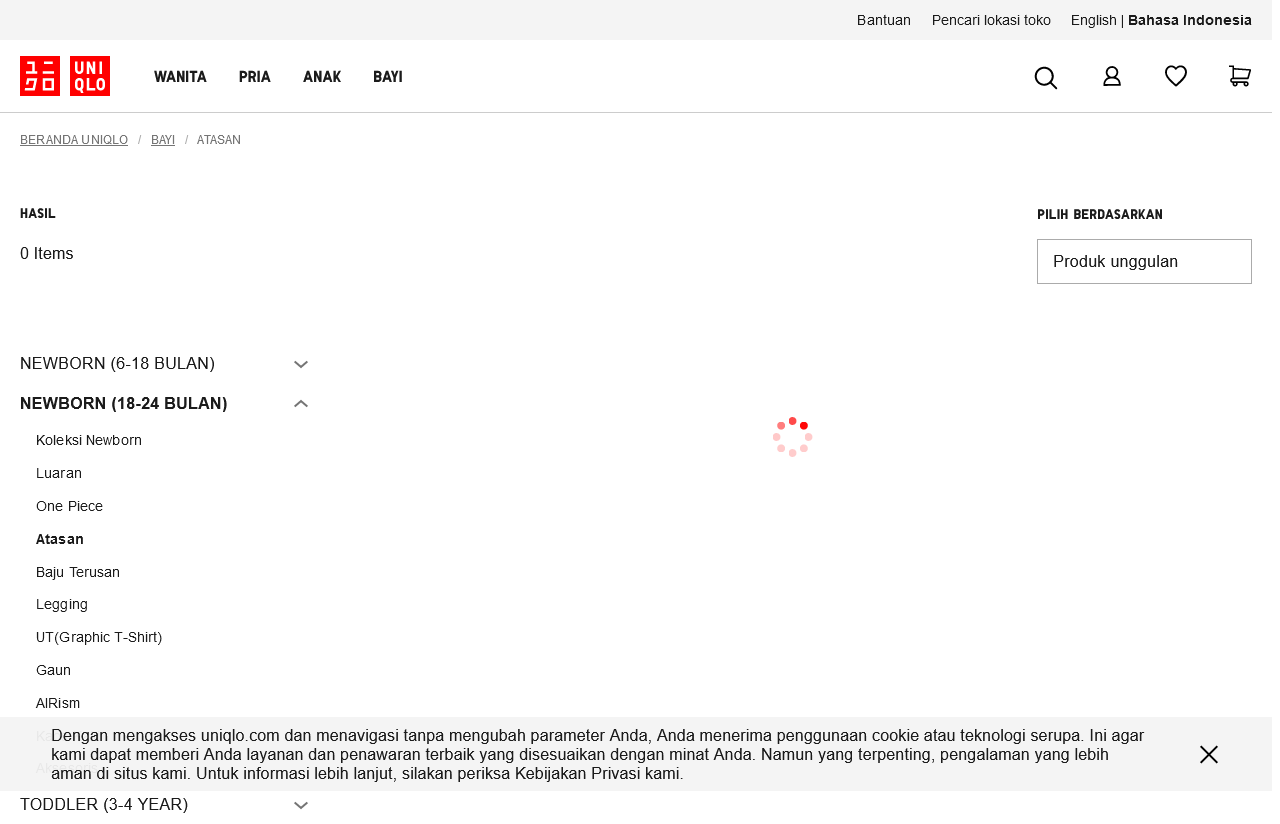 Bantuan Pencari lokasi toko English | Bahasa Indonesia
ユニクロ UNIQLO WANITA PRIA ANAK BAYI
BERANDA UNIQLO / BAYI / ATASAN
HASIL
PILIH BERDASARKAN
0 Items
Produk unggulan
NEWBORN (6-18 BULAN)
NEWBORN (18-24 BULAN)
Koleksi Newborn
Luaran
One Piece
Atasan
Baju Terusan
Legging
UT(Graphic T-Shirt)
Gaun
AIRism
Dengan mengakses uniqlo.com dan menavigasi tanpa mengubah parameter Anda, Anda menerima penggunaan cookie atau teknologi serupa. Ini agar
kami dapat memberi Anda layanan dan penawaran terbaik yang disesuaikan dengan minat Anda. Namun yang terpenting, pengalaman yang lebih
aman di situs kami. Untuk informasi lebih lanjut, silakan periksa Kebijakan Privasi kami.
TODDLER (3-4 YEAR)